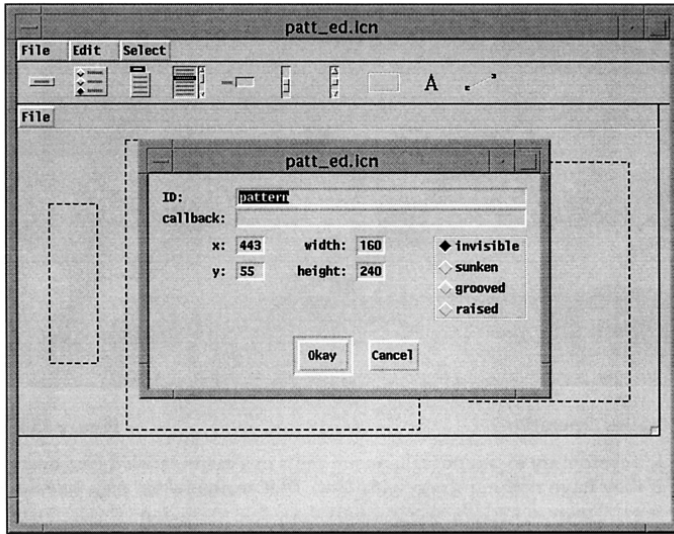 patt_ed.icn
File Edit Select
A
File
patt_ed.icn
ID: pattern
callback:
x: 443 width: 160 invisible
sunken
y: 55 height: 240
grooved
raised
Okay Cancel